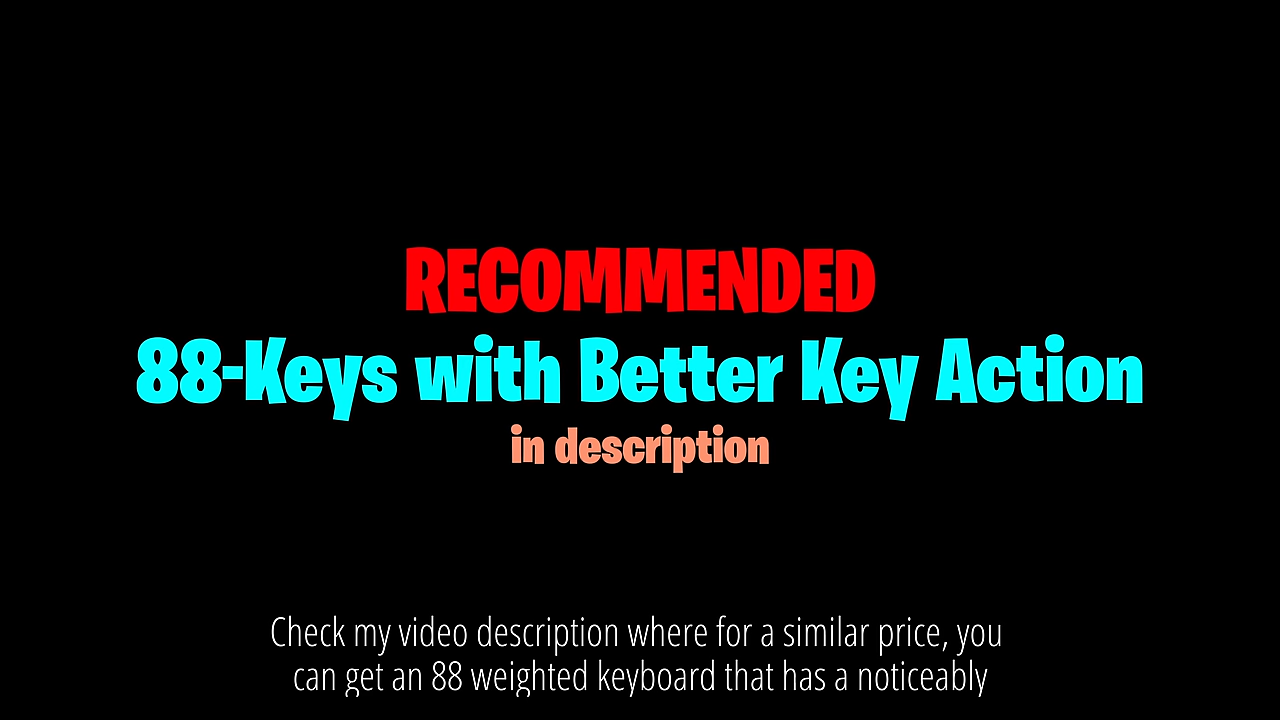 RECOMMENDED
88-Keys with Better Key Action
in description
Check my video description where for a similar price, you
can get an 88 weighted keyboard that has a noticeably